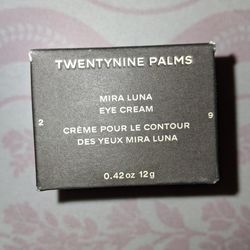 TWENTYNINE PALMS
MIRA LUNA
EYE CREAM
2 9
CRÈME POUR LE CONTOUR
DES YEUX MIRA LUNA
0.42 oz 12g